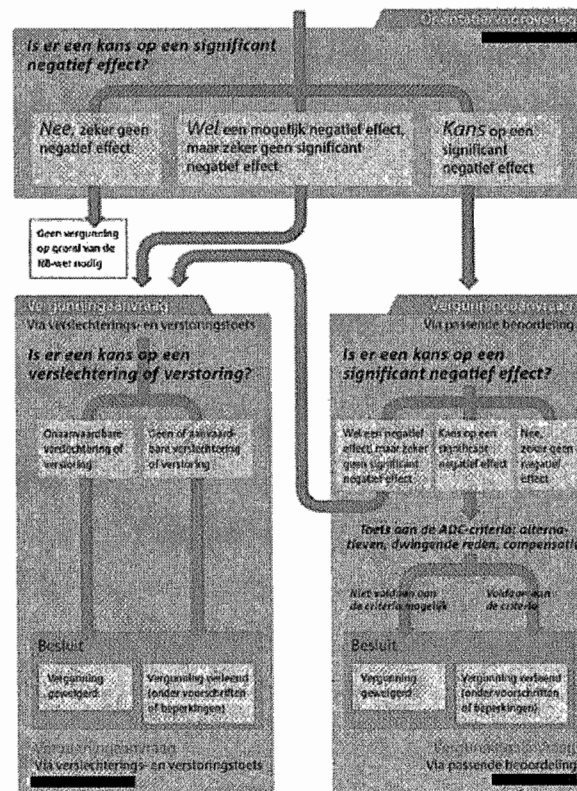 Is er een kans op een significant
negatief effect?
Nee, zeker geen
negatief effect
Wel een mogelijk negatief effect,
maar zeker geen significant
negatief effect
Kans op een
significant
negatief effect
Geen vergunning
op grond van de
NB-wet nodig
Vergunningaanvraag
Via verslechterings- en verstoringstoets
Is er een kans op een
verslechtering of verstoring?
Onaanvaardbare
verslechtering of
verstoring
Geen of aanvaard-
bare verslechtering
of verstoring
Besluit
Vergunning
geweigerd
Vergunning verleend
(onder voorschriften
of beperkingen)
Vergunningaanvraag
Via verslechterings- en verstoringstoets
Vergunningaanvraag
Via passende beoordeling
Is er een kans op een
significant negatief effect?
Wel een negatief
effect, maar zeker
geen significant
negatief effect
Kans op een
significant
negatief effect
Nee,
zeker geen
negatief
effect
Toets aan de ADC-criteria: alterna-
tieven, dwingende reden, compensatie
Niet voldaan aan
de criteria mogelijk
Voldaan aan
de criteria
Besluit
Vergunning
geweigerd
Vergunning verleend
(onder voorschriften
of beperkingen)
Vergunningaanvraag
Via passende beoordeling